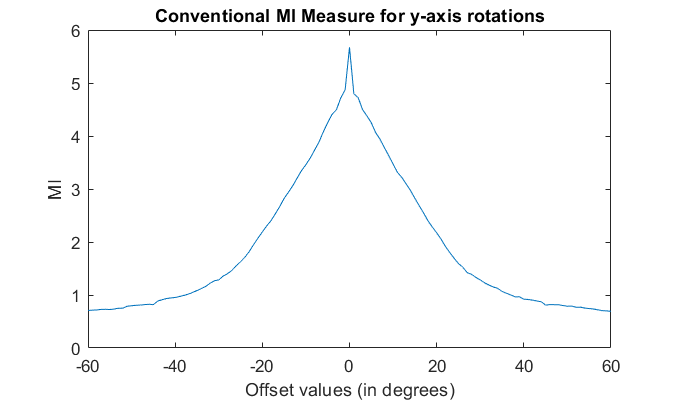 Conventional MI Measure for y-axis rotations
6
5
4
3
2
1
0
MI
-60 -40 -20 0 20 40 60
Offset values (in degrees)